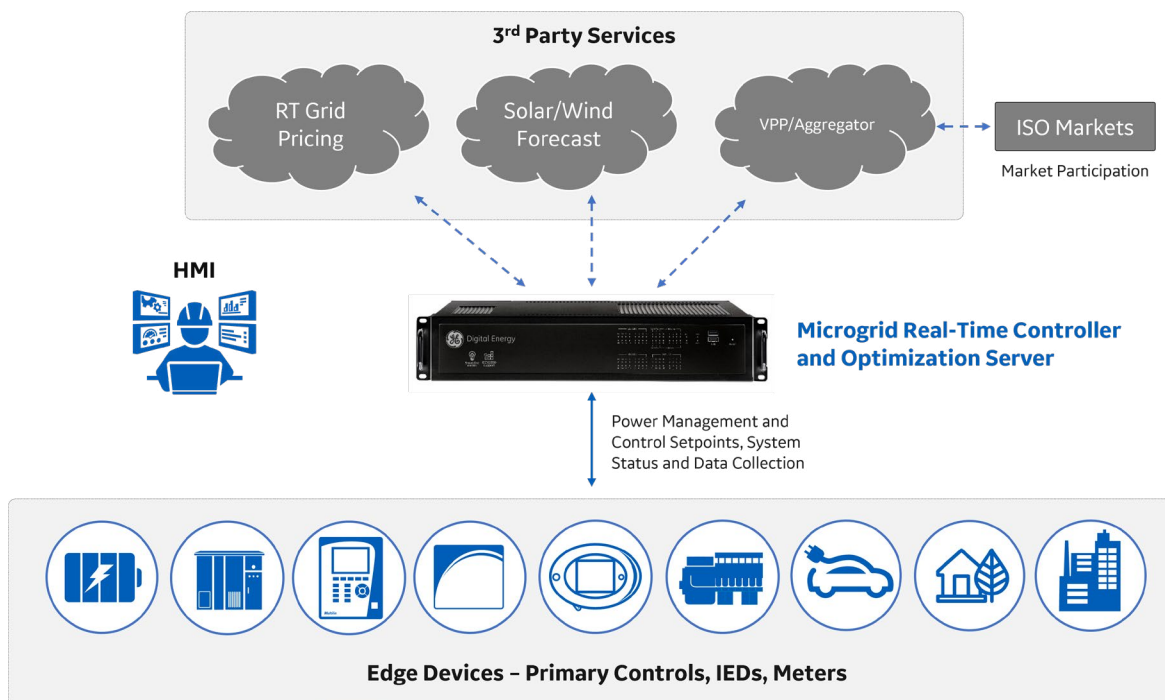 3rd Party Services
RT Grid
Pricing
Solar/Wind
Forecast
VPP/Aggregator
ISO Markets
Market Participation
HMI
Digital Energy
Microgrid Real-Time Controller
and Optimization Server
Power Management and
Control Setpoints, System
Status and Data Collection
Edge Devices – Primary Controls, IEDs, Meters